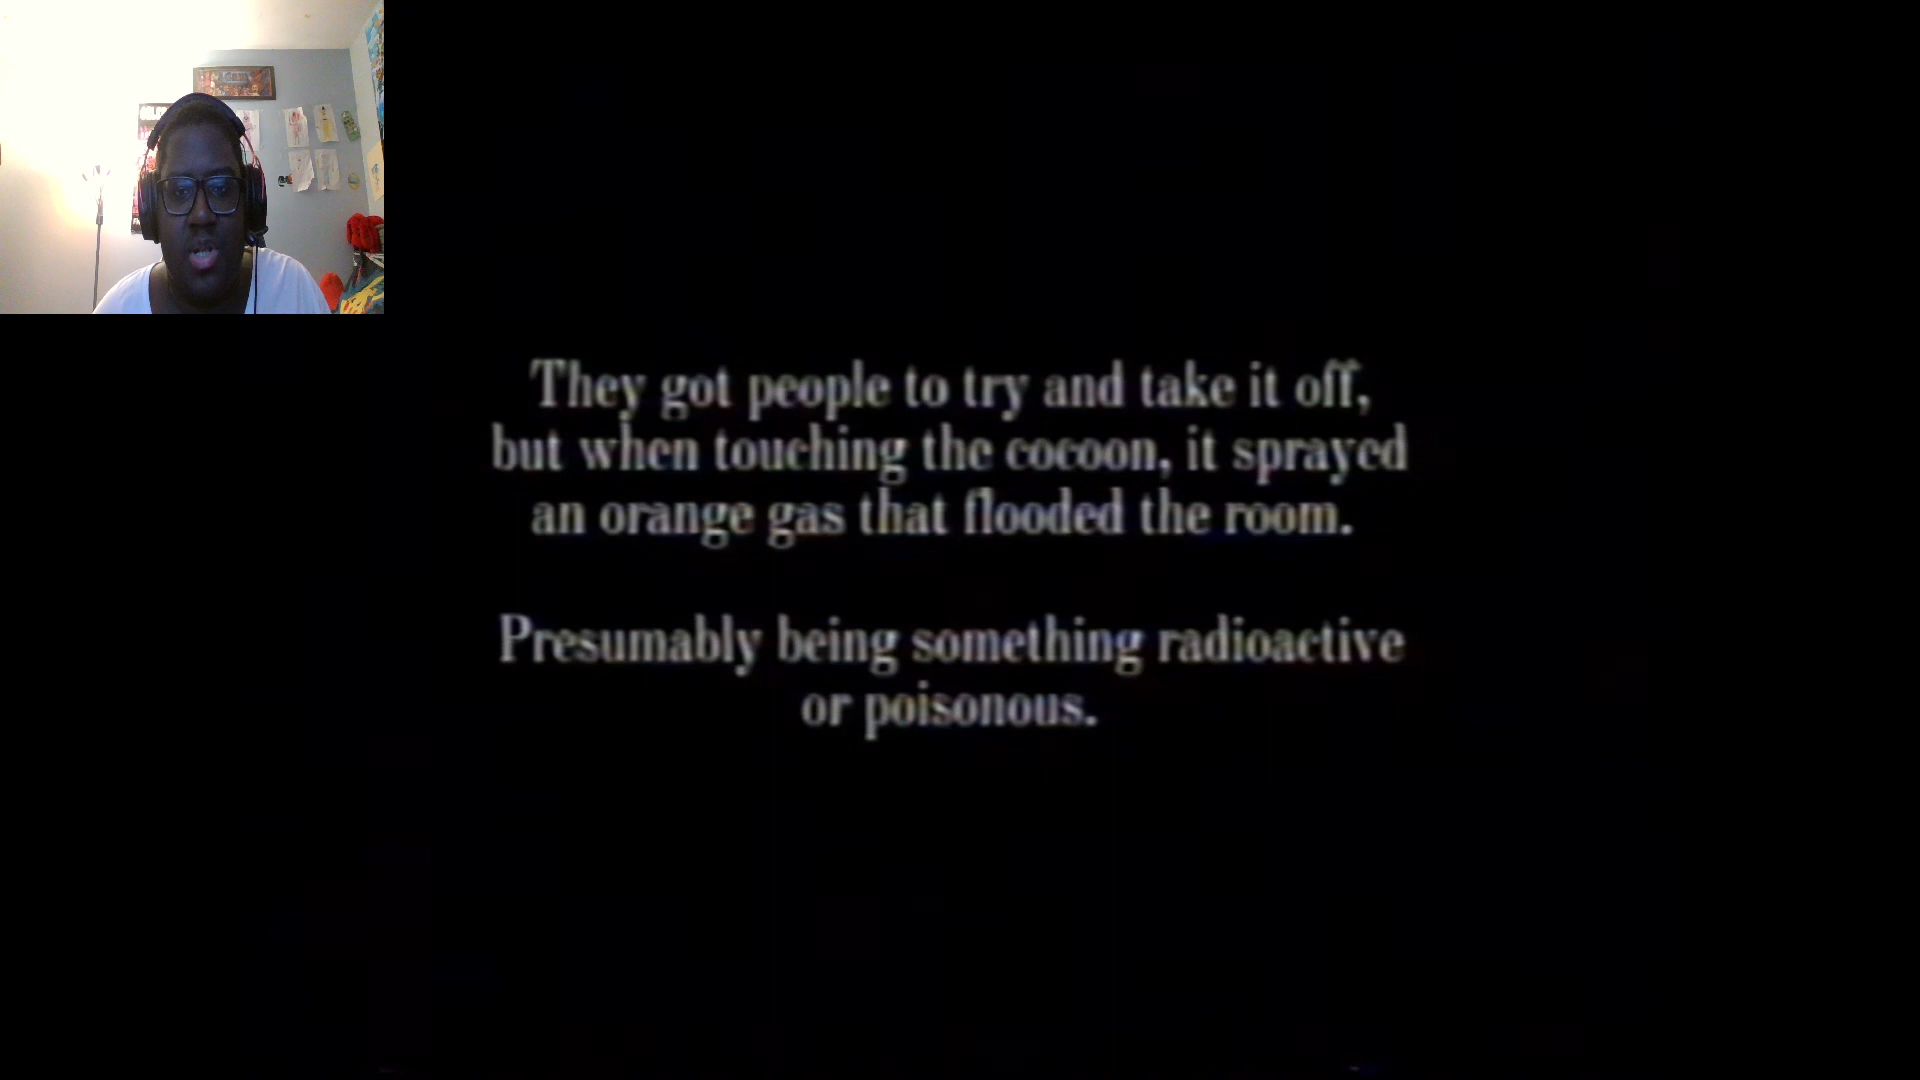 They got people to try and take it off,
but when touching the cocoon, it sprayed
an orange gas that flooded the room.
Presumably being something radioactive
or poisonous.